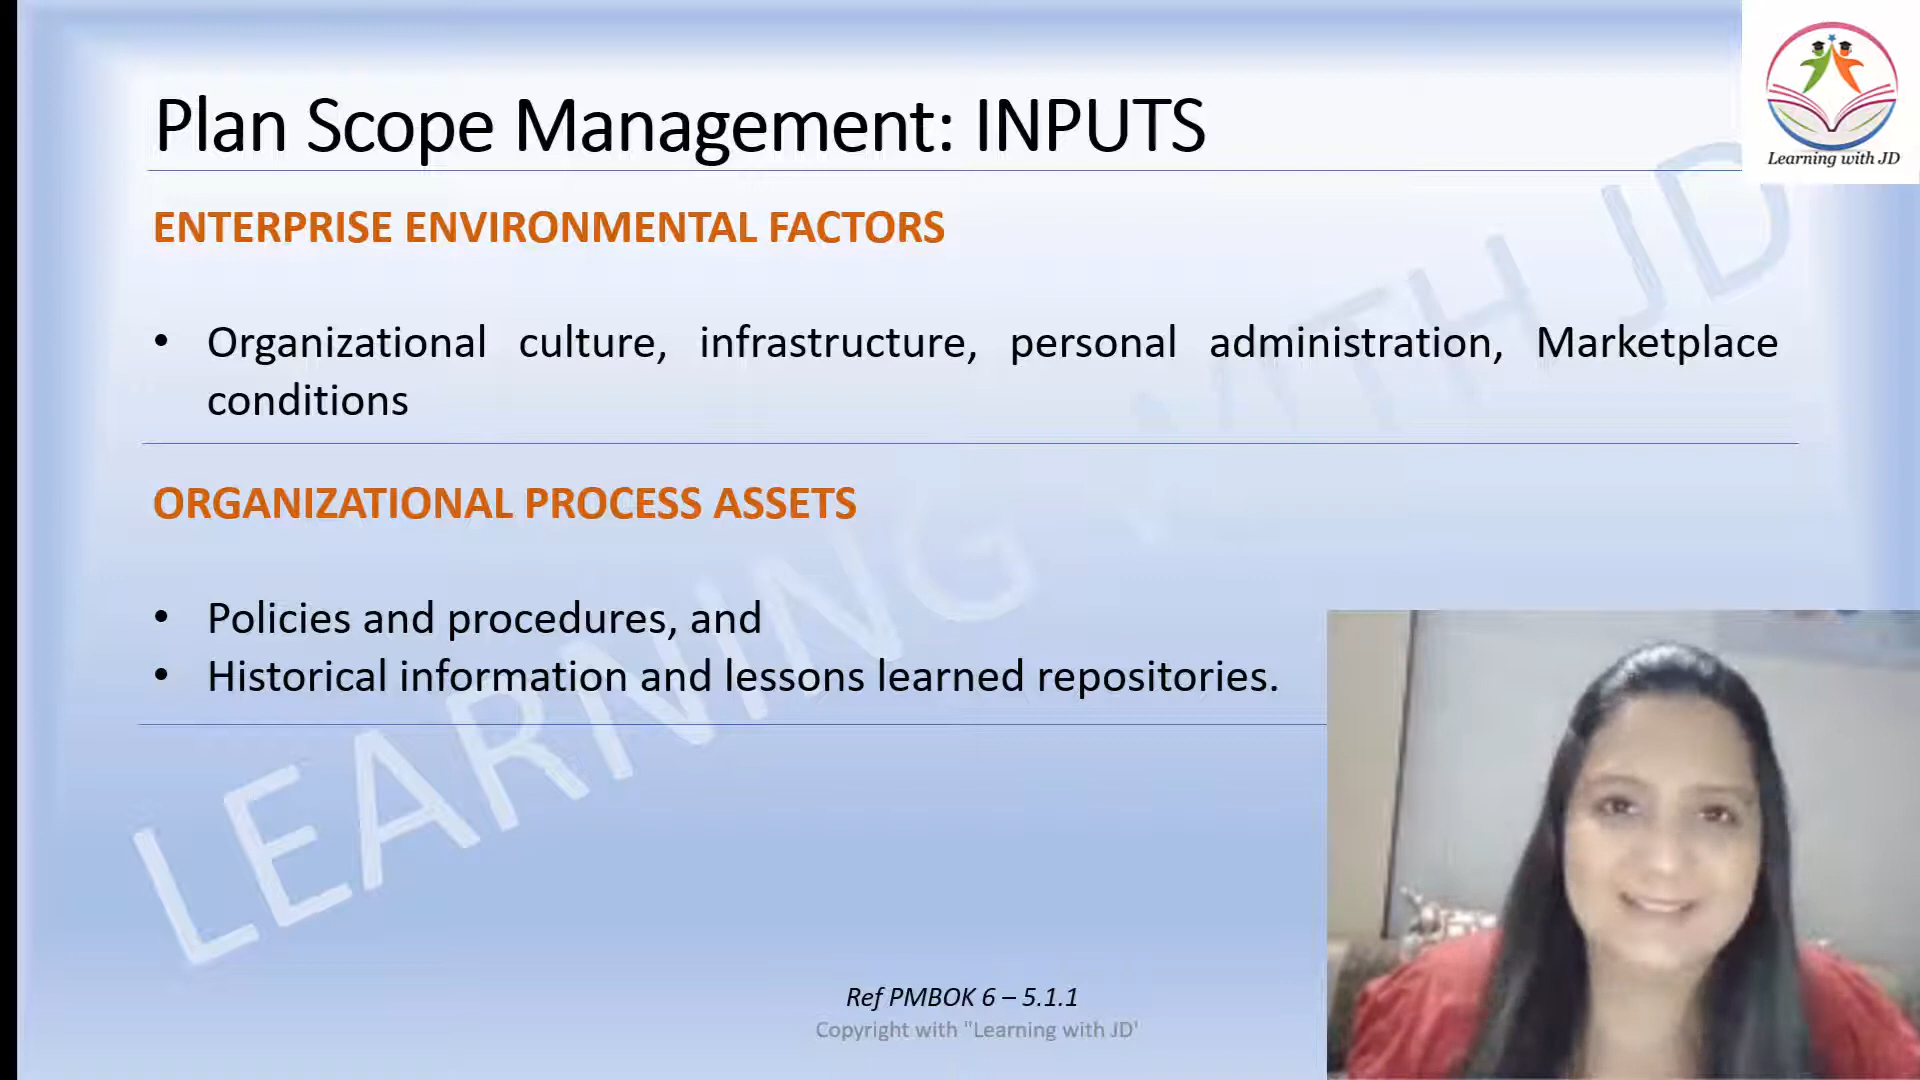 Plan Scope Management: INPUTS
Learning with JD
ENTERPRISE ENVIRONMENTAL FACTORS
• Organizational culture, infrastructure, personal administration, Marketplace
conditions
ORGANIZATIONAL PROCESS ASSETS
• Policies and procedures, and
• Historical information and lessons learned repositories.
LEARNING WITH JD
Ref PMBOK 6 – 5.1.1
Copyright with "Learning with JD'